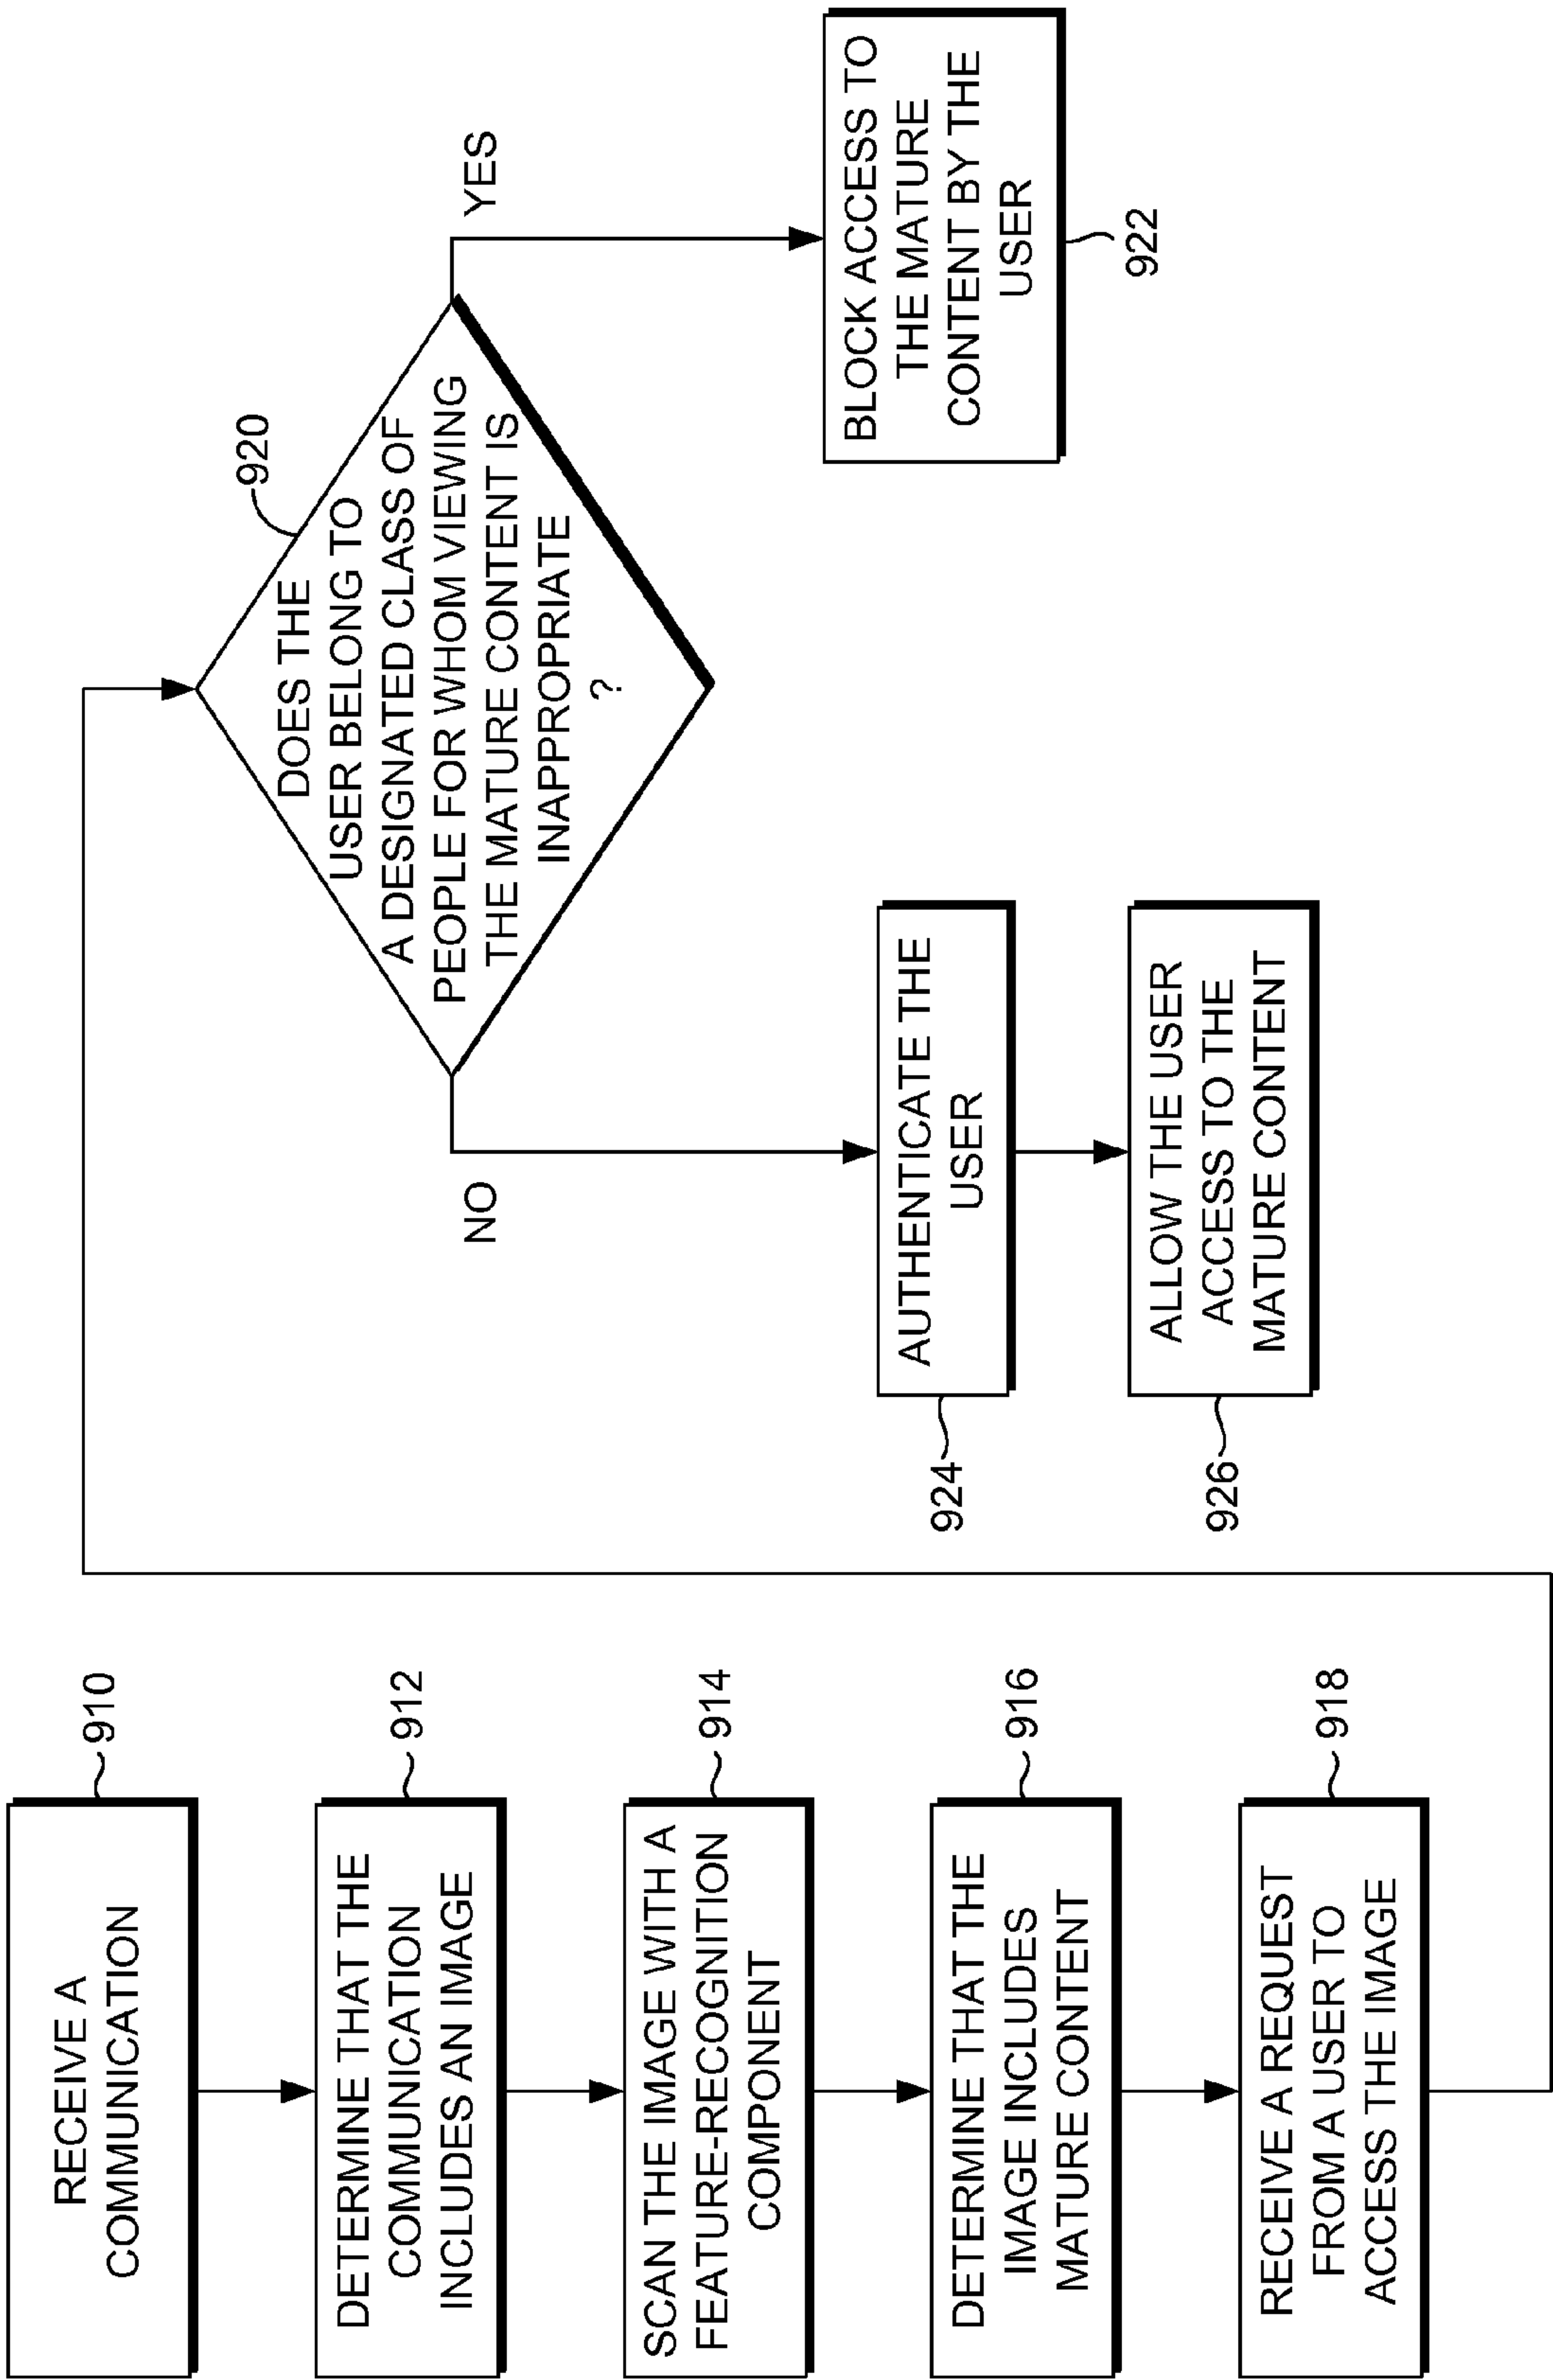 RECEIVE A
COMMUNICATION
910
DETERMINE THAT THE
COMMUNICATION
INCLUDES AN IMAGE
912
SCAN THE IMAGE WITH A
FEATURE-RECOGNITION
COMPONENT
914
DETERMINE THAT THE
IMAGE INCLUDES
MATURE CONTENT
916
RECEIVE A REQUEST
FROM A USER TO
ACCESS THE IMAGE
918
920
DOES THE
USER BELONG TO
A DESIGNATED CLASS OF
PEOPLE FOR WHOM VIEWING
THE MATURE CONTENT IS
INAPPROPRIATE
?
NO
YES
AUTHENTICATE THE
USER
924
ALLOW THE USER
ACCESS TO THE
MATURE CONTENT
926
BLOCK ACCESS TO
THE MATURE
CONTENT BY THE
USER
922